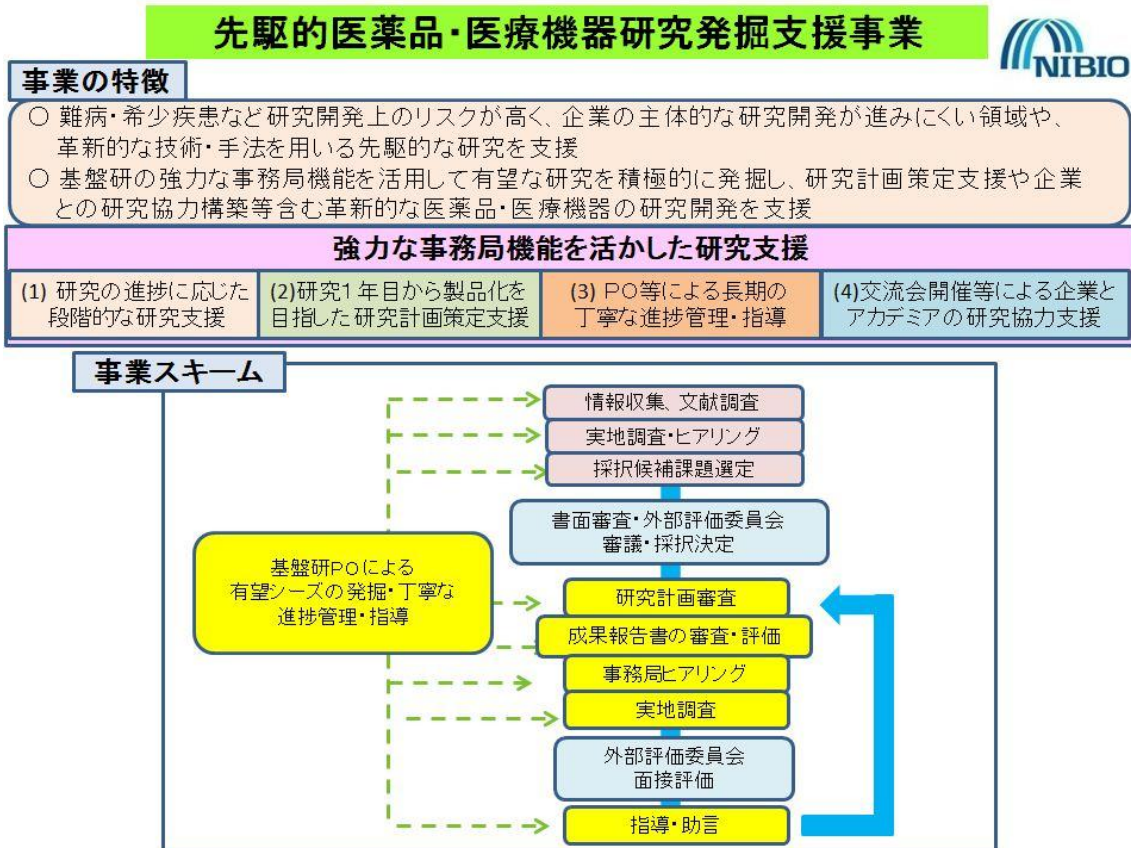 先駆的医薬品・医療機器研究発掘支援事業
NIBIO
事業の特徴
○ 難病・希少疾患など研究開発上のリスクが高く、企業の主体的な研究開発が進みにくい領域や、
革新的な技術・手法を用いる先駆的な研究を支援
○ 基盤研の強力な事務局機能を活用して有望な研究を積極的に発掘し、研究計画策定支援や企業
との研究協力構築等含む革新的な医薬品・医療機器の研究開発を支援
強力な事務局機能を活かした研究支援
(1) 研究の進捗に応じた
段階的な研究支援
(2)研究1年目から製品化を
目指した研究計画策定支援
(3) PO等による長期の
丁寧な進捗管理・指導
(4)交流会開催等による企業と
アカデミアの研究協力支援
事業スキーム
情報収集、文献調査
実地調査・ヒアリング
採択候補課題選定
書面審査・外部評価委員会
審議・採択決定
基盤研POによる
有望シーズの発掘・丁寧な
進捗管理・指導
研究計画審査
成果報告書の審査・評価
事務局ヒアリング
実地調査
外部評価委員会
面接評価
指導・助言